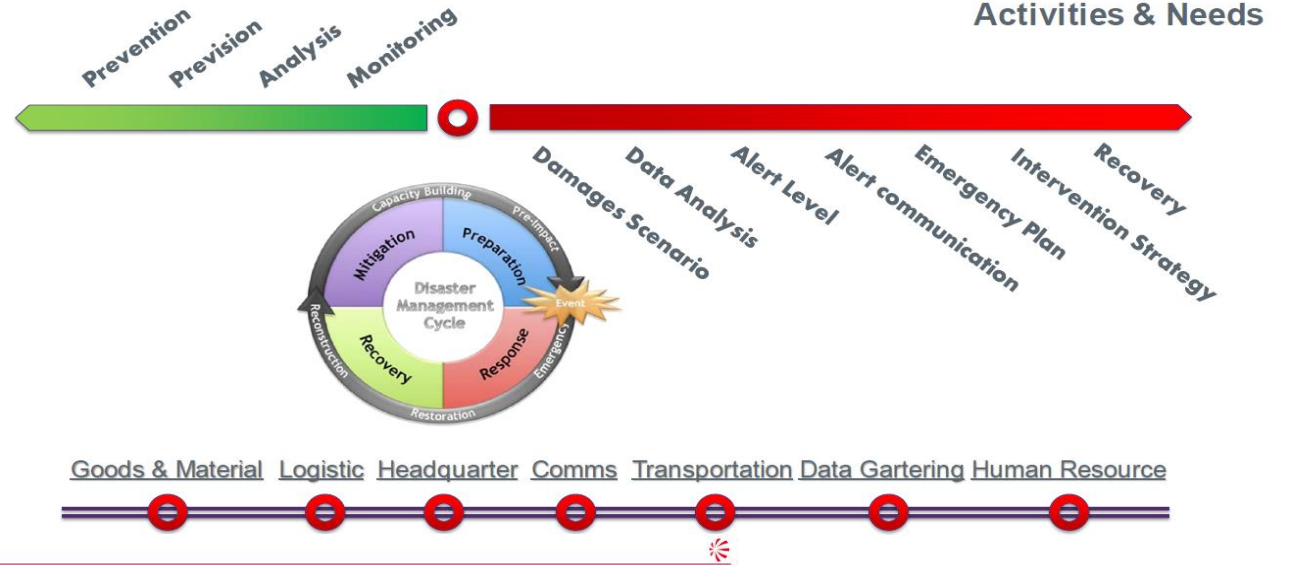 Activities & Needs
Prevention
Prevision
Analysis
Monitoring
Damages Scenario
Data Analysis
Alert Level
Alert communication
Emergency Plan
Intervention Strategy
Recovery
Capacity Building
Pre-Impact
Mitigation
Preparation
Disaster
Management
Cycle
Event
Reconstruction
Recovery
Response
Emergency
Restoration
Goods & Material Logistic Headquarter Comms Transportation Data Gartering Human Resource